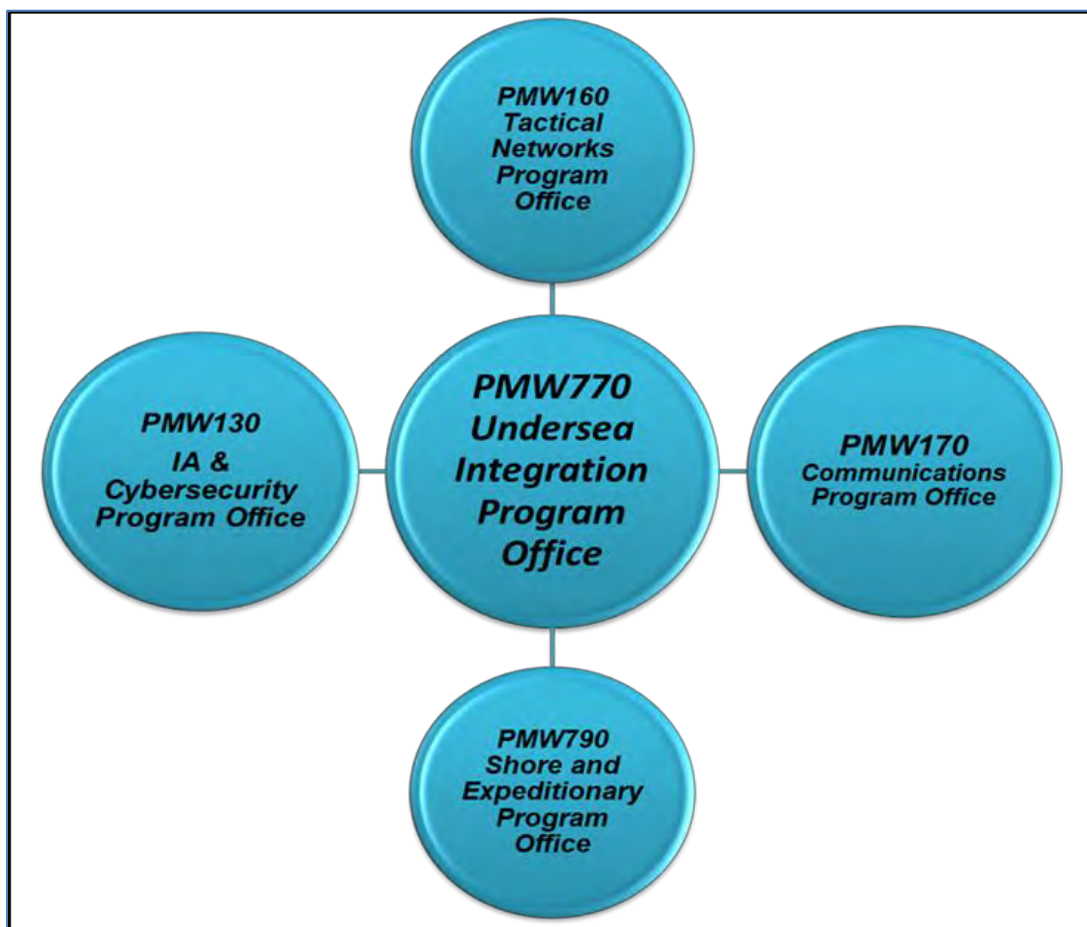 PMW160
Tactical
Networks
Program
Office
PMW130
IA &
Cybersecurity
Program Office
PMW770
Undersea
Integration
Program
Office
PMW170
Communications
Program Office
PMW790
Shore and
Expeditionary
Program
Office